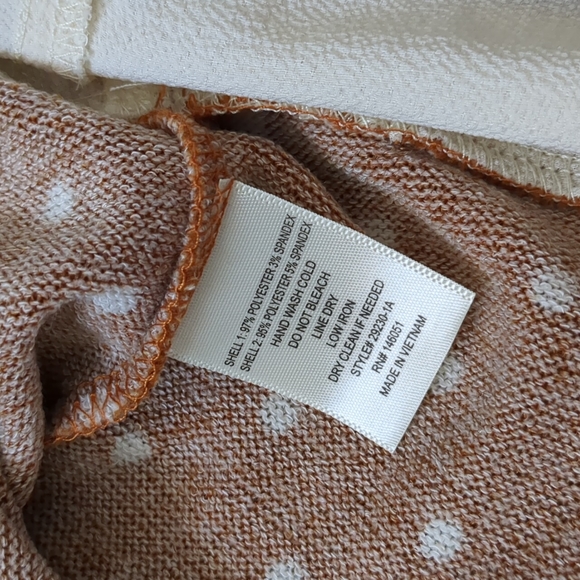 SHELL 1: 97% POLYESTER 3% SPANDEX
SHELL 2: 95% POLYESTER 5% SPANDEX
HAND WASH COLD
DO NOT BLEACH
LINE DRY
LOW IRON
DRY CLEAN IF NEEDED
STYLE# 29230-1A
RN# 146051
MADE IN VIETNAM